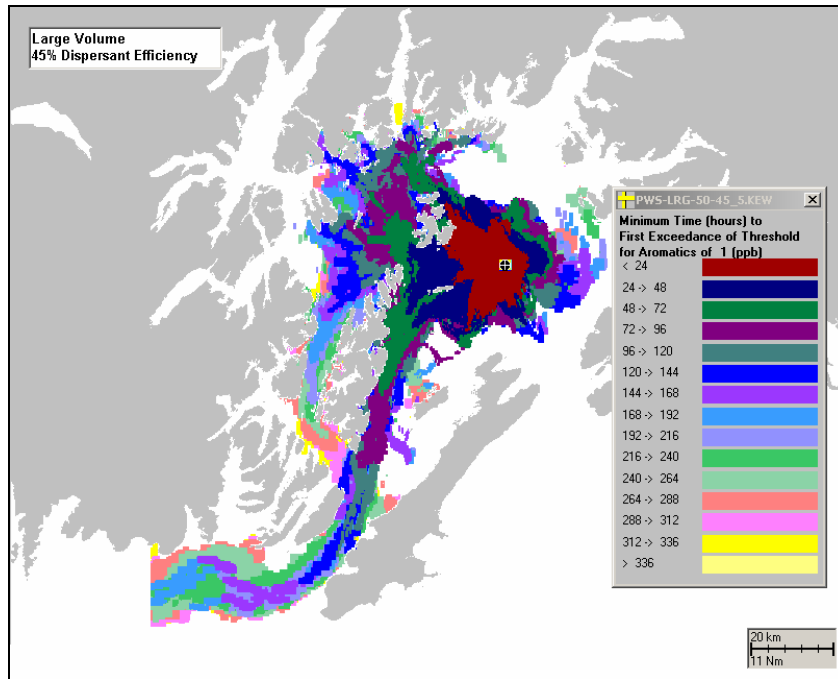 Large Volume
45% Dispersant Efficiency
PWS-LRG-50-45_5.KEW
Minimum Time (hours) to
First Exceedance of Threshold
for Aromatics of 1 (ppb)
< 24
24 -> 48
48 -> 72
72 -> 96
96 -> 120
120 -> 144
144 -> 168
168 -> 192
192 -> 216
216 -> 240
240 -> 264
264 -> 288
288 -> 312
312 -> 336
> 336
20 km
11 Nm